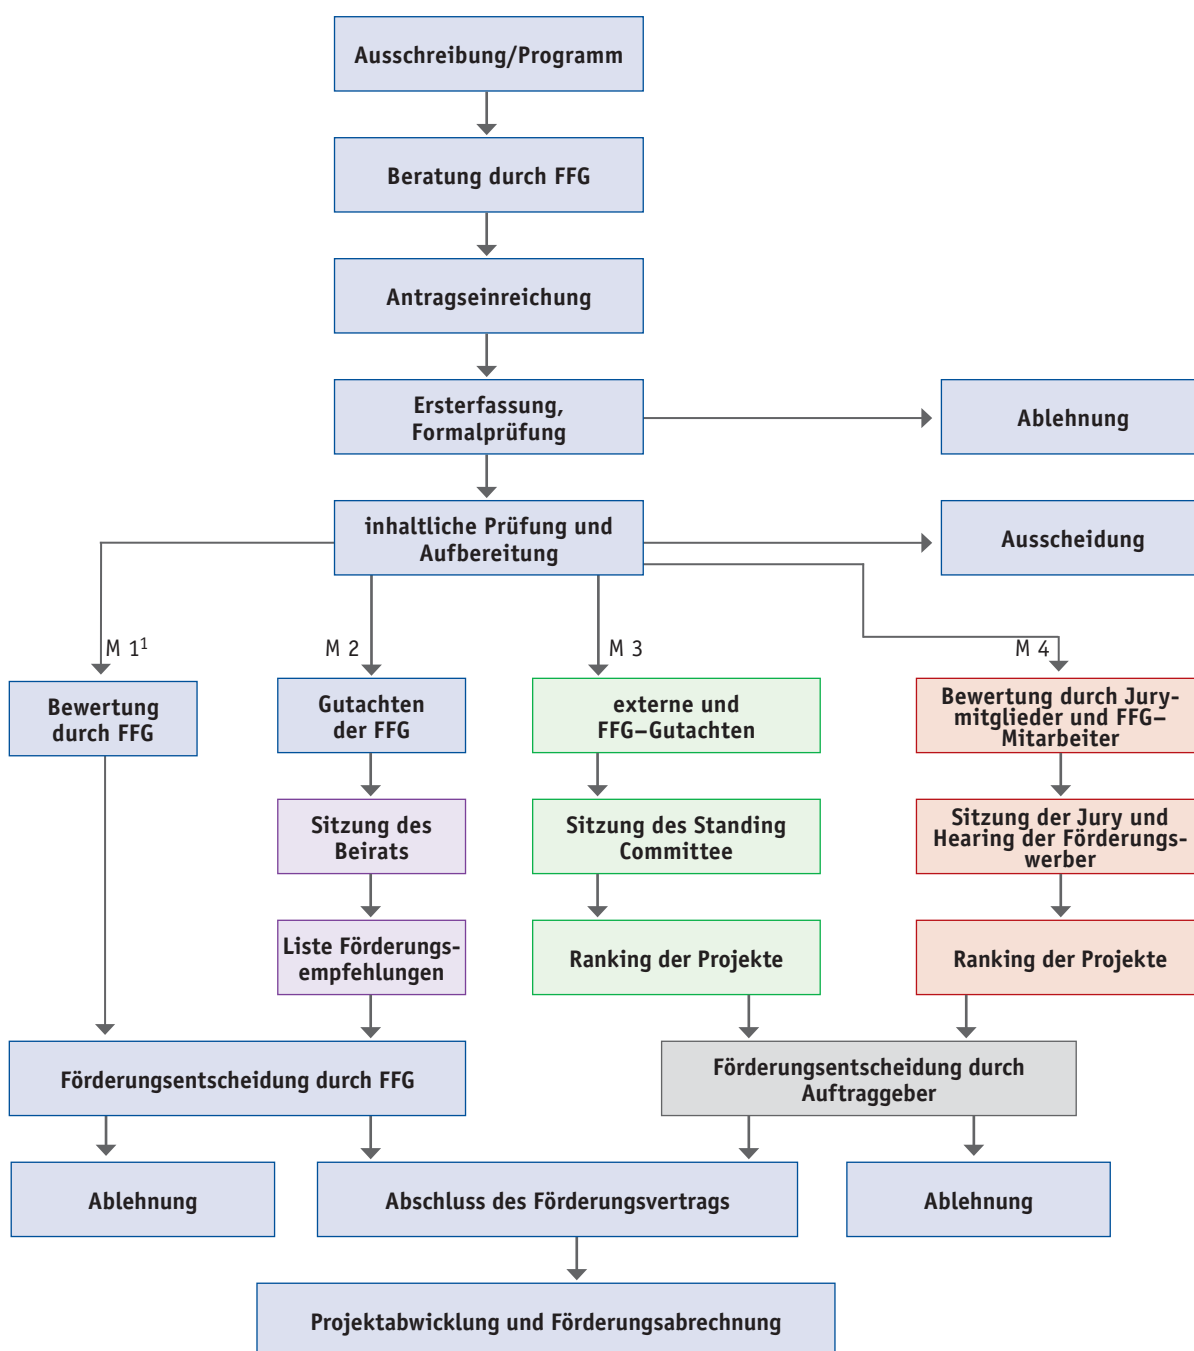 Ausschreibung/Programm
Beratung durch FFG
Antragseinreichung
Ersterfassung,
Formalprüfung
Ablehnung
inhaltliche Prüfung und
Aufbereitung
Ausscheidung
M 1¹
M 2
M 3
M 4
Bewertung
durch FFG
Gutachten
der FFG
externe und
FFG–Gutachten
Bewertung durch Jury-
mitglieder und FFG–
Mitarbeiter
Sitzung des
Beirats
Sitzung des Standing
Committee
Sitzung der Jury und
Hearing der Förderungs-
werber
Liste Förderungs-
empfehlungen
Ranking der Projekte
Ranking der Projekte
Förderungsentscheidung durch FFG
Förderungsentscheidung durch
Auftraggeber
Ablehnung
Abschluss des Förderungsvertrags
Ablehnung
Projektabwicklung und Förderungsabrechnung